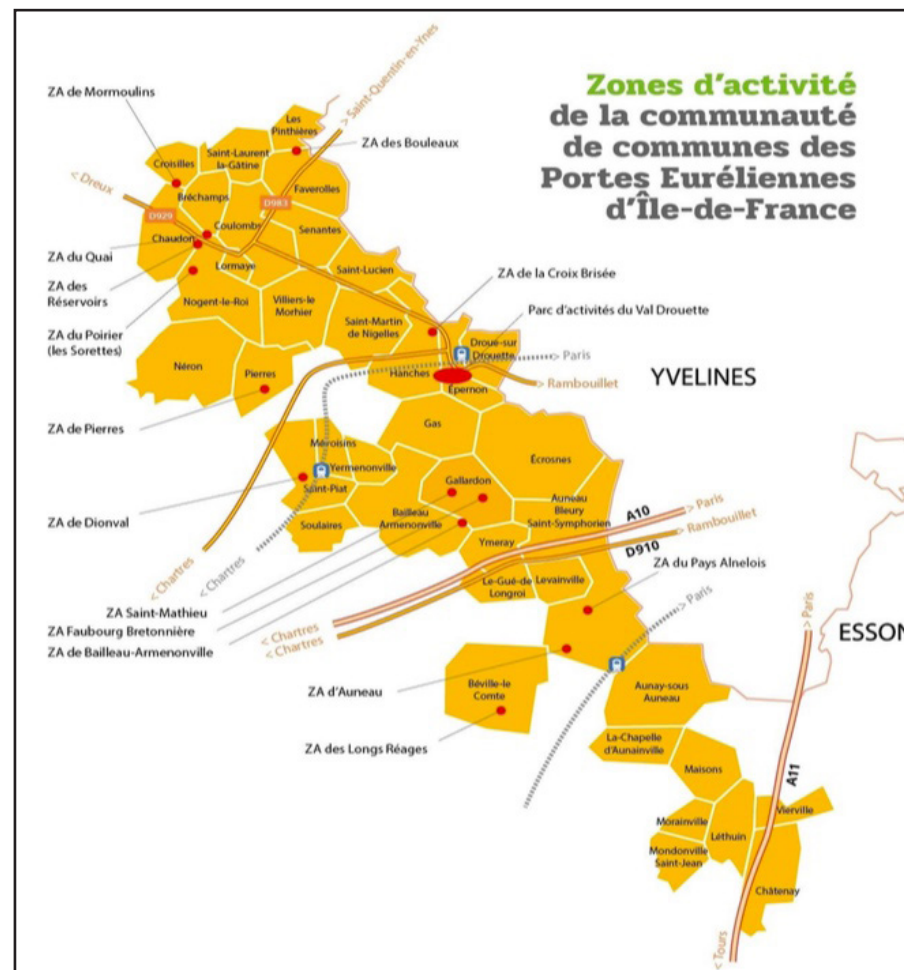 Zones d'activité
de la communauté
de communes des
Portes Euréliennes
d'Île-de-France
> Saint-Quentin-en-Ynes
ZA de Mormoulins
Les
Pinthières
ZA des Bouleaux
Croisilles
Saint-Laurent
la-Gâtine
Faverolles
< Dreux
Bréchamps
D983
D929
Coulombs
Senantes
Chaudon
ZA du Quai
Lormaye
Saint-Lucien
ZA de la Croix Brisée
ZA des
Réservoirs
Nogent-le-Roi
Villiers-le
Morhier
Parc d'activités du Val Drouette
ZA du Poirier
(les Sorettes)
Saint-Martin
de Nigelles
Droue-sur
Drouette
> Paris
Néron
Pierres
Hanches
Épernon
> Rambouillet
YVELINES
ZA de Pierres
Gas
Mévoisins
Écrosnes
Yermenonville
Gallardon
Saint-Piat
Auneau
Bleury
Saint-Symphorien
ZA de Dionval
Soulaires
Bailleau
Armenonville
A10
> Paris
> Rambouillet
D910
Ymeray
ZA du Pays Alnelois
Le-Gué-de
Longroi
Levainville
< Chartres
< Chartres
> Paris
ZA Saint-Mathieu
ZA Faubourg Bretonnière
ZA de Bailleau-Armenonville
< Chartres
< Chartres
> Paris
ESSON
ZA d'Auneau
Béville-le
Comte
Aunay-sous
Auneau
ZA des Longs Réages
La-Chapelle
d'Aunainville
Maisons
A11
Vierville
Morainville
Léthuin
Mondonville
Saint-Jean
Châtenay
< Tours